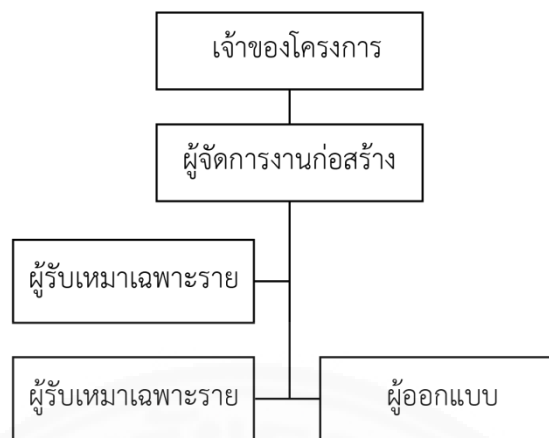 เจ้าของโครงการ
ผู้จัดการงานก่อสร้าง
ผู้รับเหมาเฉพาะราย
ผู้รับเหมาเฉพาะราย
ผู้ออกแบบ